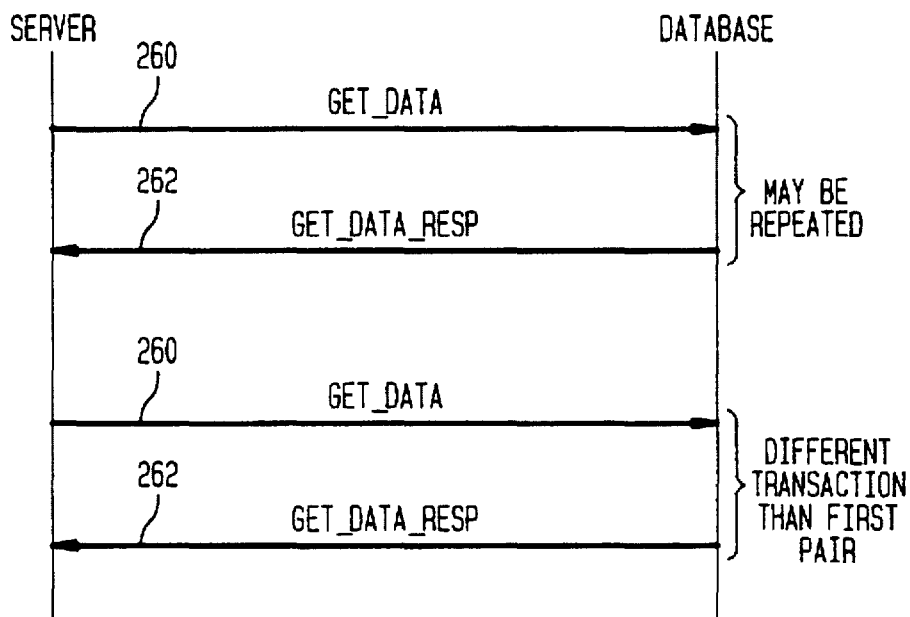 SERVER
DATABASE
260
GET_DATA
262
GET_DATA_RESP
MAY BE
REPEATED
260
GET_DATA
262
GET_DATA_RESP
DIFFERENT
TRANSACTION
THAN FIRST
PAIR